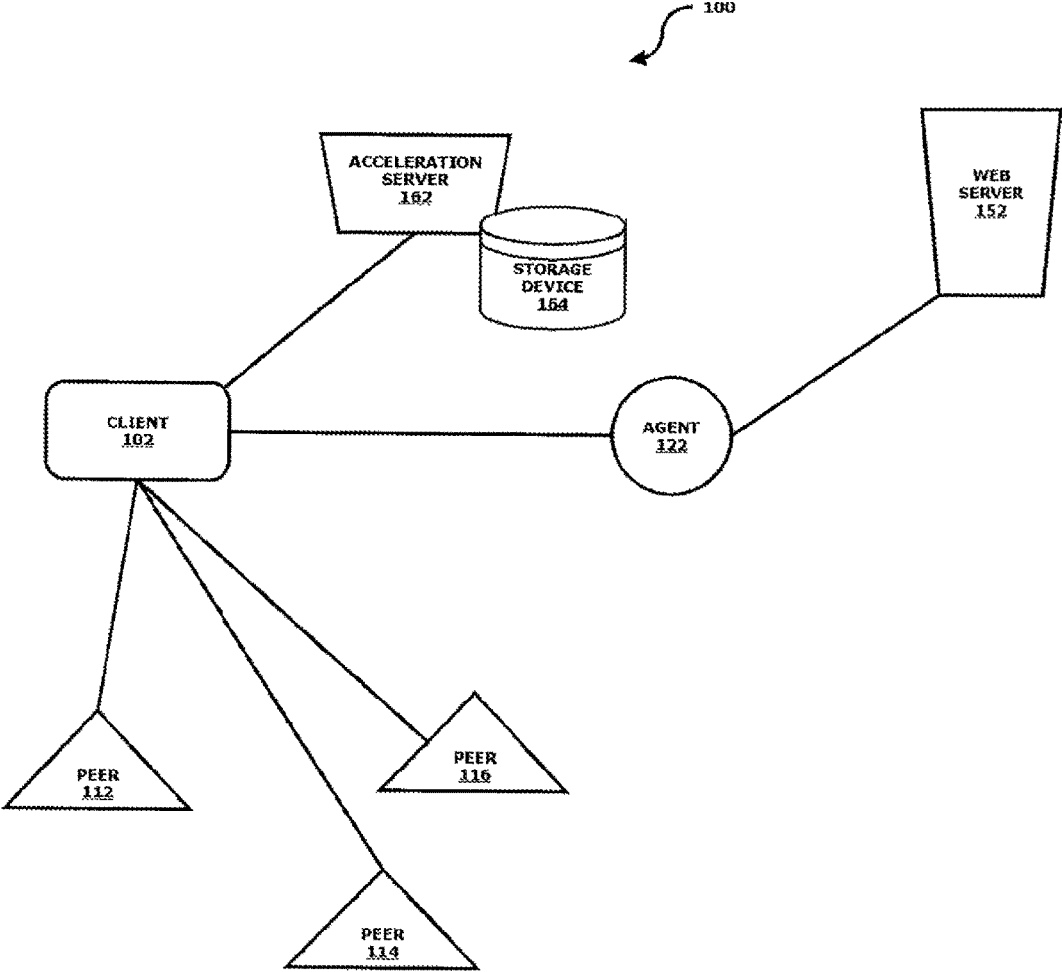 100
ACCELERATION
SERVER
162
WEB
SERVER
152
STORAGE
DEVICE
164
CLIENT
102
AGENT
122
PEER
112
PEER
116
PEER
114